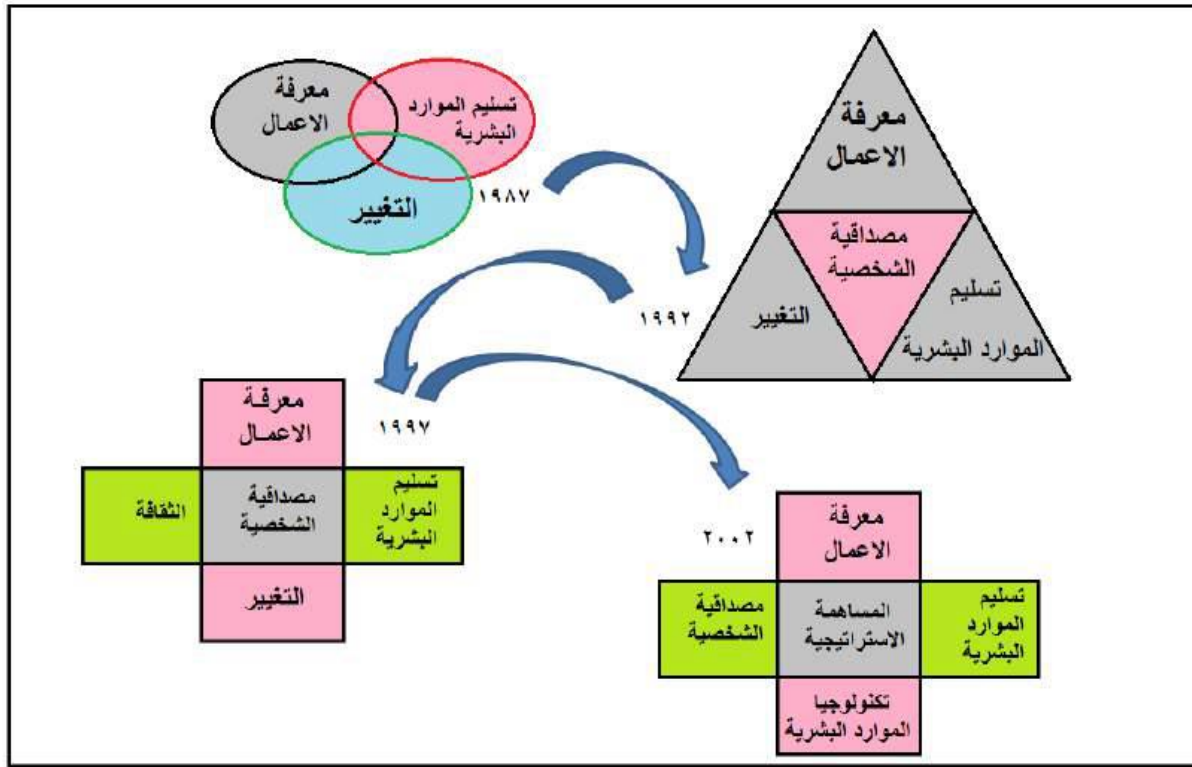 معرفة
الاعمال
تسليم الموارد
البشرية
التغيير
١٩٨٧
معرفة
الاعمال
مصداقية
الشخصية
التغيير
تسليم
الموارد البشرية
١٩٩٢
معرفة
الاعمال
الثقافة
مصداقية
الشخصية
تسليم
الموارد
البشرية
التغيير
١٩٩٧
معرفة
الاعمال
مصداقية
الشخصية
المساهمة
الاستراتيجية
تسليم
الموارد
البشرية
تكنولوجيا
الموارد البشرية
٢٠٠٢